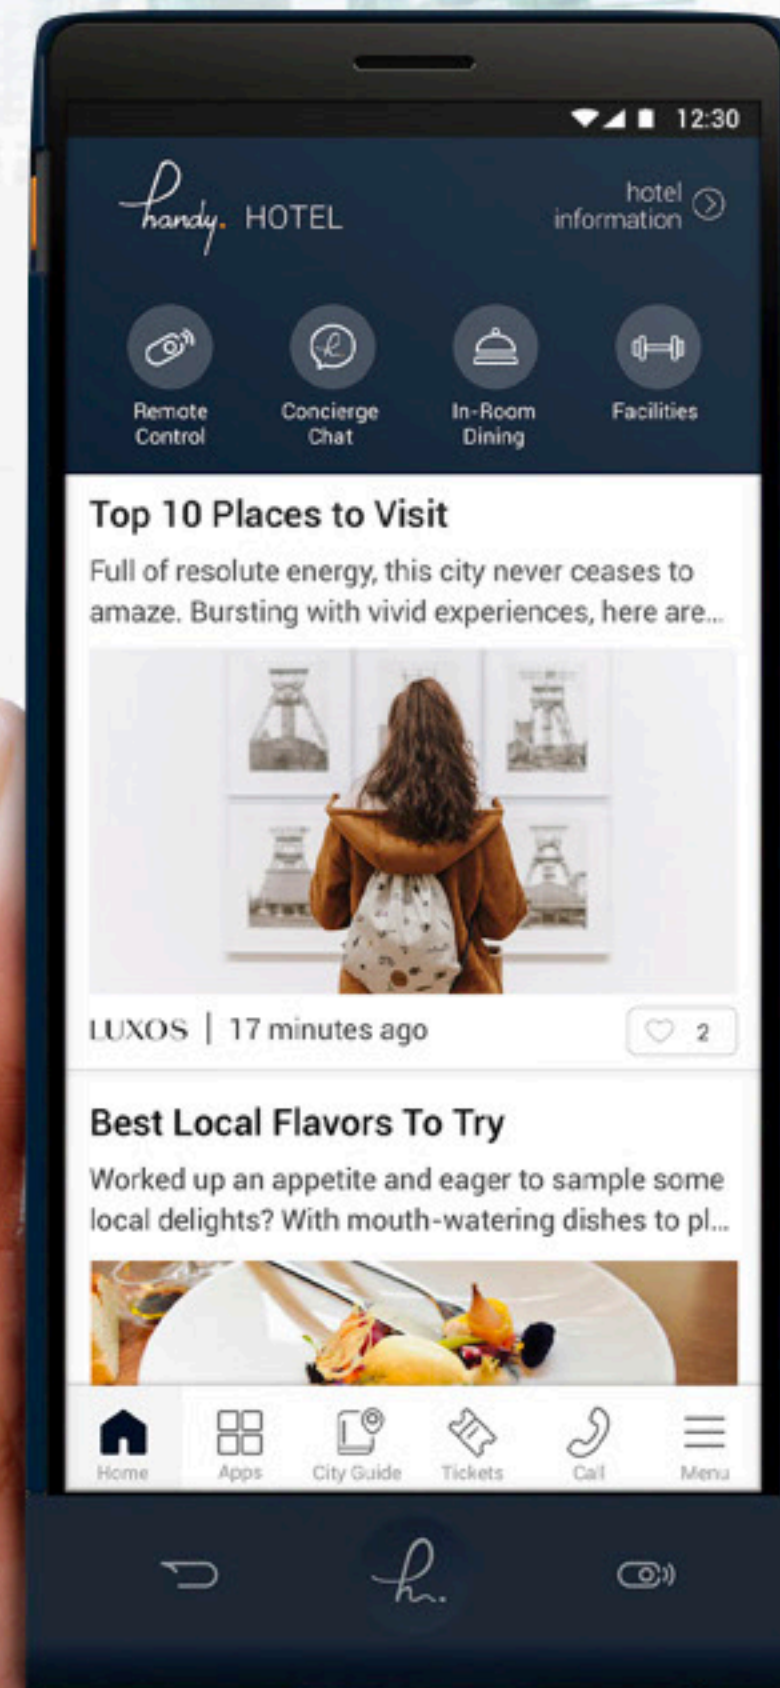 12:30
handy. HOTEL
hotel
information
Remote
Control
Concierge
Chat
In-Room
Dining
Facilities
Top 10 Places to Visit
Full of resolute energy, this city never ceases to
amaze. Bursting with vivid experiences, here are...
LUXOS | 17 minutes ago
2
Best Local Flavors To Try
Worked up an appetite and eager to sample some
local delights? With mouth-watering dishes to pl...
Home
Apps
City Guide
Tickets
Call
Menu
h.